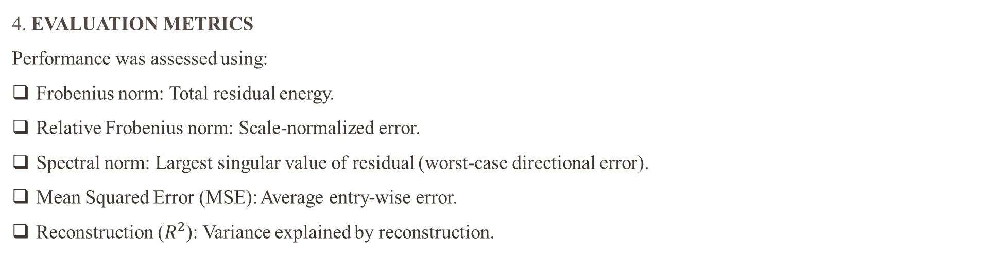 4. EVALUATION METRICS
Performance was assessed using:
❑ Frobenius norm: Total residual energy.
❑ Relative Frobenius norm: Scale-normalized error.
❑ Spectral norm: Largest singular value of residual (worst-case directional error).
❑ Mean Squared Error (MSE): Average entry-wise error.
❑ Reconstruction (R²): Variance explained by reconstruction.